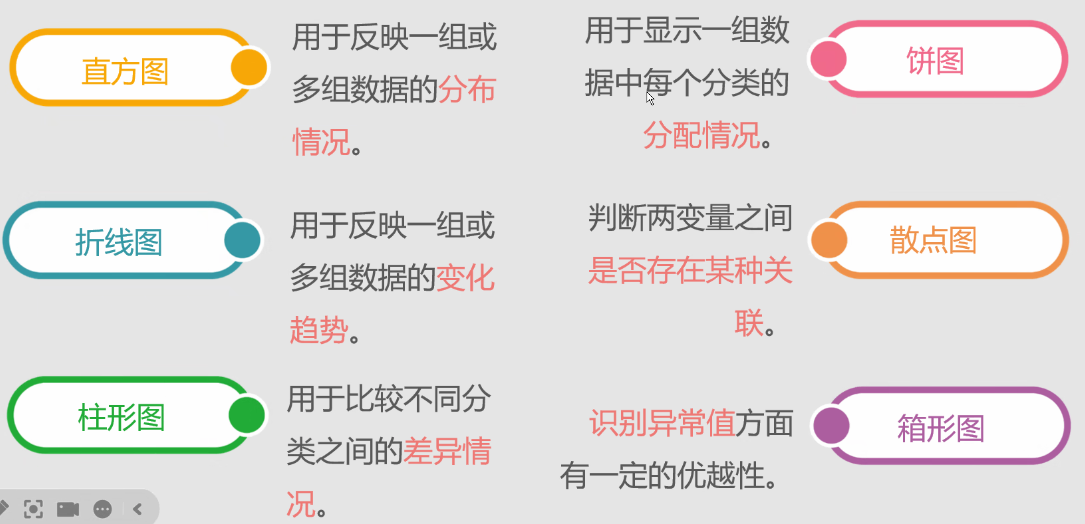 直方图
用于反映一组或
多组数据的分布
情况。
用于显示一组数
据中每个分类的
分配情况。
饼图
折线图
用于反映一组或
多组数据的变化
趋势。
判断两变量之间
是否存在某种关
联。
散点图
柱形图
用于比较不同分
类之间的差异情
况。
识别异常值方面
有一定的优越性。
箱形图